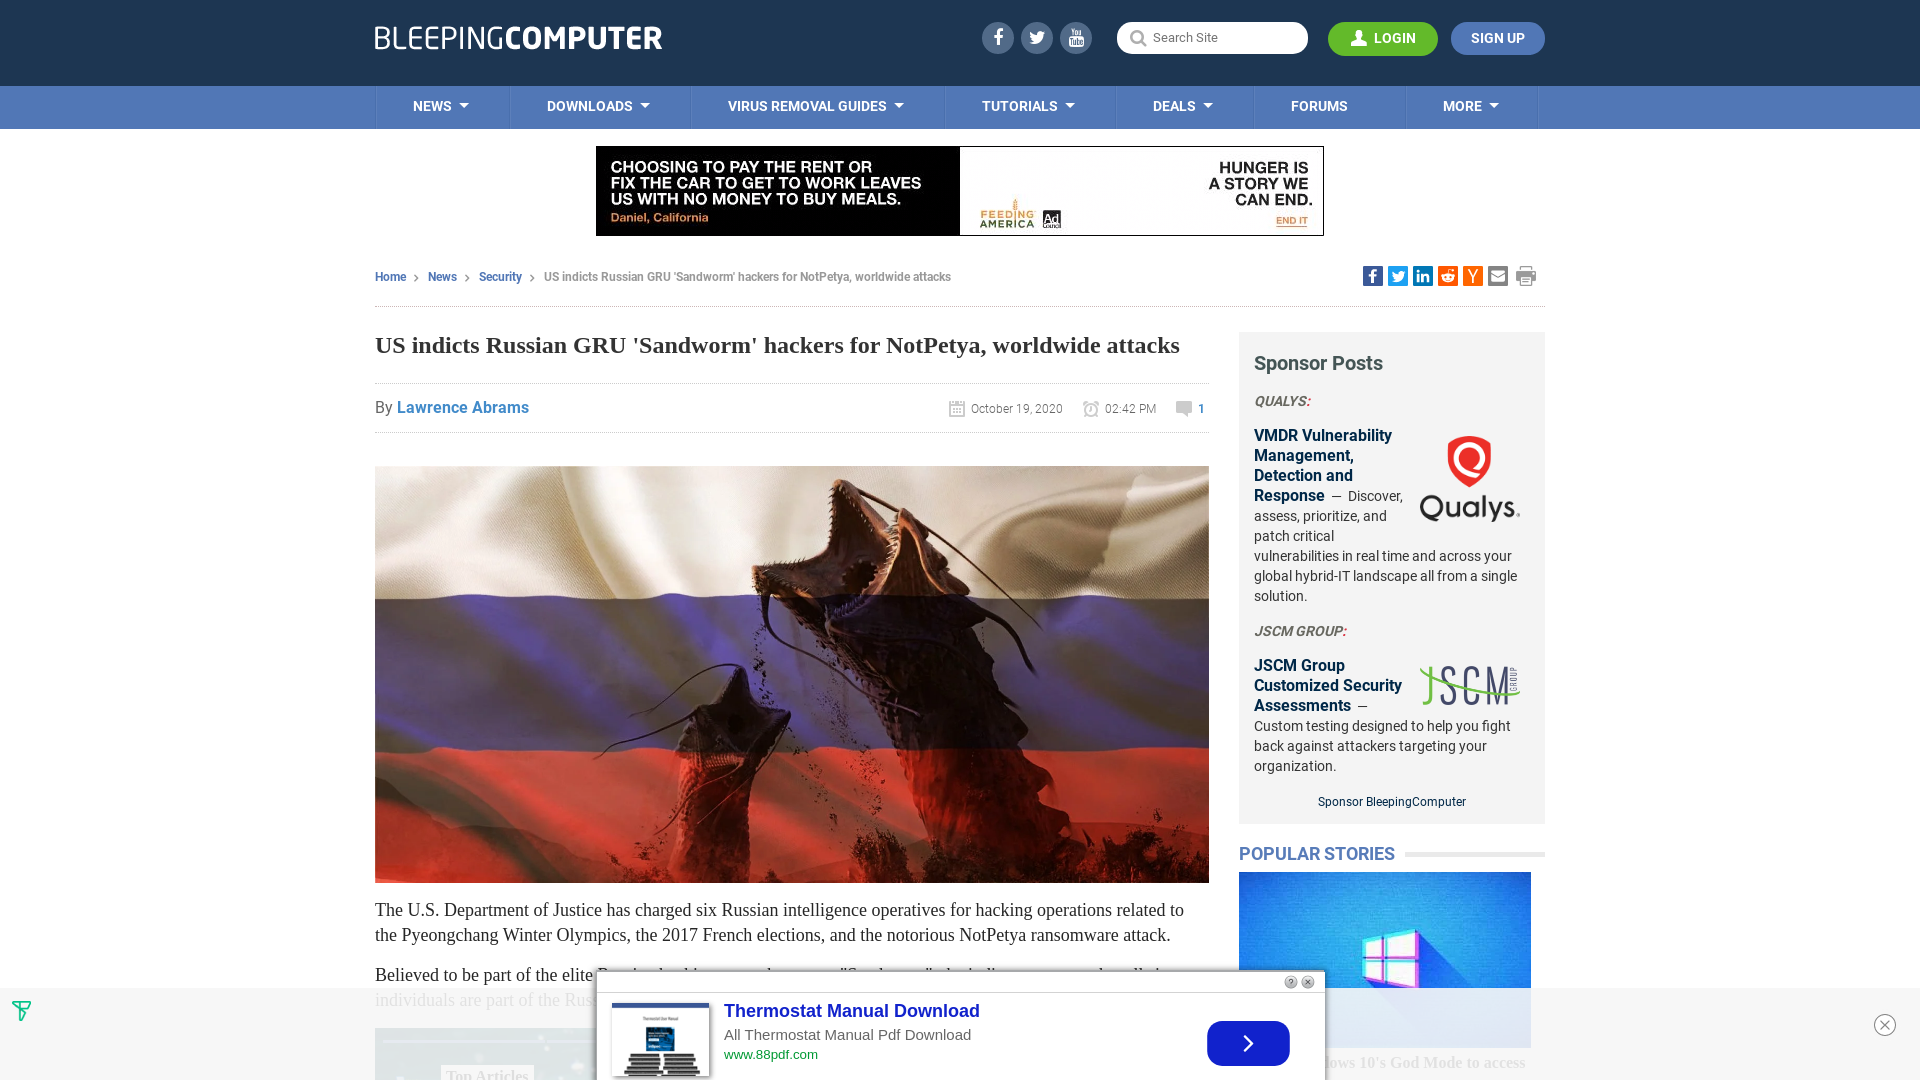 BLEEPINGCOMPUTER
Search Site
LOGIN
SIGN UP
NEWS
DOWNLOADS
VIRUS REMOVAL GUIDES
TUTORIALS
DEALS
FORUMS
MORE
CHOOSING TO PAY THE RENT OR
FIX THE CAR TO GET TO WORK LEAVES
US WITH NO MONEY TO BUY MEALS.
Daniel, California
FEEDING
AMERICA
Ad
Council
HUNGER IS
A STORY WE
CAN END.
END IT
Home
News
Security
US indicts Russian GRU 'Sandworm' hackers for NotPetya, worldwide attacks
US indicts Russian GRU 'Sandworm' hackers for NotPetya, worldwide attacks
By Lawrence Abrams
October 19, 2020
02:42 PM
1
The U.S. Department of Justice has charged six Russian intelligence operatives for hacking operations related to
the Pyeongchang Winter Olympics, the 2017 French elections, and the notorious NotPetya ransomware attack.
Believed to be part of the elite
individuals are part of the Russ
Top Articles
Sponsor Posts
QUALYS:
VMDR Vulnerability
Management,
Detection and
Response — Discover,
assess, prioritize, and
patch critical
vulnerabilities in real time and across your
global hybrid-IT landscape all from a single
solution.
Qualys.
JSCM GROUP:
JSCM Group
Customized Security
Assessments —
Custom testing designed to help you fight
back against attackers targeting your
organization.
JSCM GROUP
Sponsor BleepingComputer
POPULAR STORIES
lows 10's God Mode to access
Thermostat Manual Download
All Thermostat Manual Pdf Download
www.88pdf.com